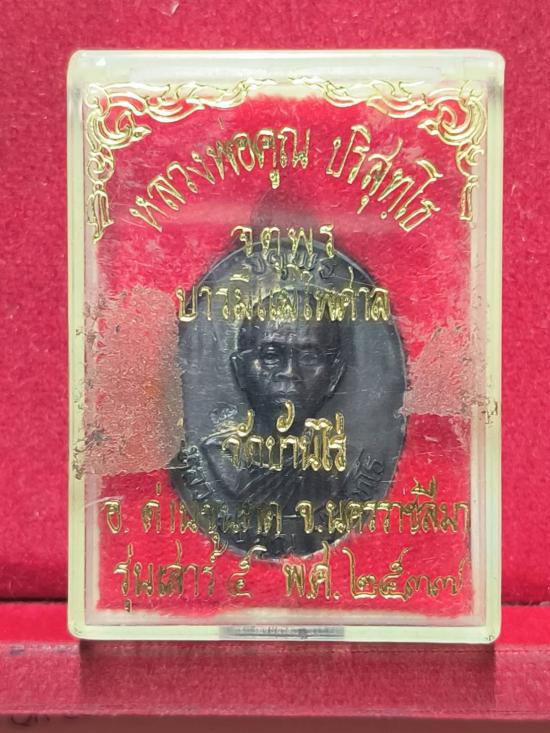 หลวงพ่อคูณ ปริสุทฺโธ
จตุพร
บารมีแผ่ไพศาล
วัดบ้านไร่
อ. ด่านขุนทด จ.นครราชสีมา
รุ่นเสาร์ ๕ พ.ศ. ๒๕๓๗